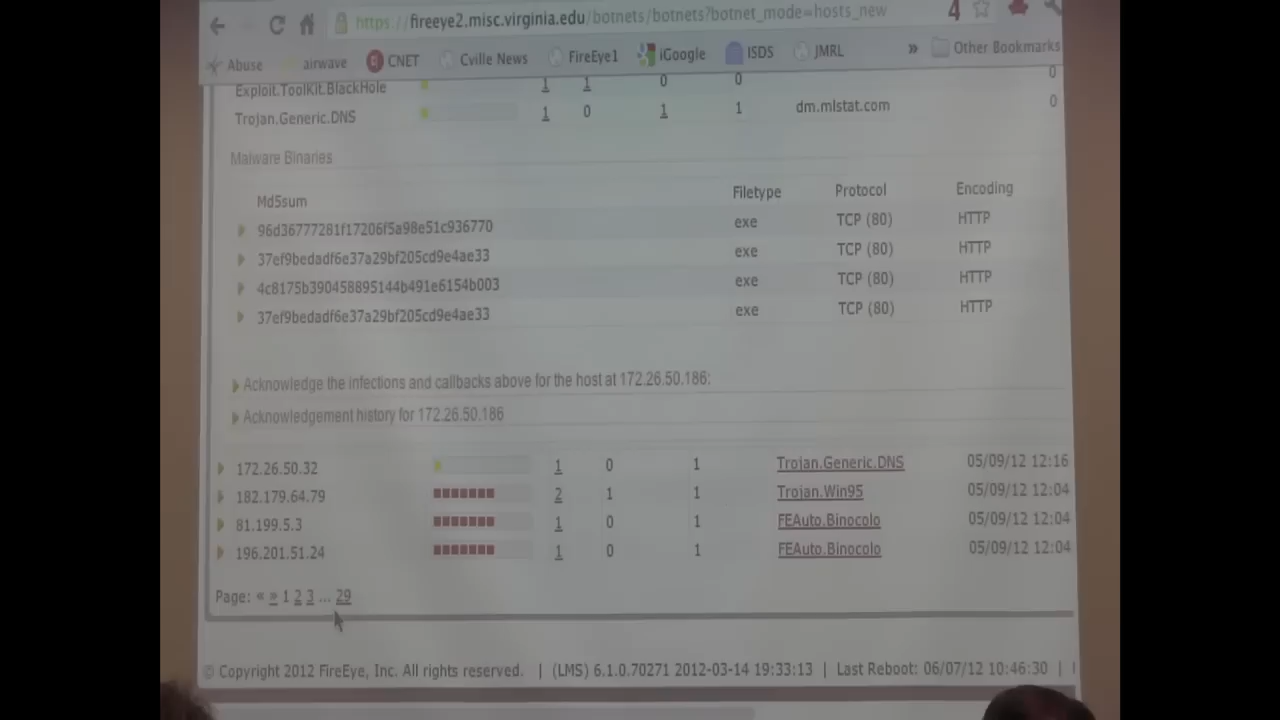 https://fireeye2.misc.virginia.edu/botnets/botnets?botnet_mode=hosts_new 4
Abuse airwave CNET Cville News FireEye1 iGoogle ISDS JMRL » Other Bookmarks
Exploit.ToolKit.BlackHole 1 1 0 0 0
Trojan.Generic.DNS 1 0 1 1 dm.mlstat.com 0
Malware Binaries
Md5sum Filetype Protocol Encoding
96d36777281f17206f5a98e51c936770 exe TCP (80) HTTP
37ef9bedadf6e37a29bf205cd9e4ae33 exe TCP (80) HTTP
4c8175b390458895144b491e6154b003 exe TCP (80) HTTP
37ef9bedadf6e37a29bf205cd9e4ae33 exe TCP (80) HTTP
Acknowledge the infections and callbacks above for the host at 172.26.50.186:
Acknowledgement history for 172.26.50.186
172.26.50.32 1 0 1 Trojan.Generic.DNS 05/09/12 12:16
182.179.64.79 2 1 1 Trojan.Win95 05/09/12 12:04
81.199.5.3 1 0 1 FEAuto.Binocolo 05/09/12 12:04
196.201.51.24 1 0 1 FEAuto.Binocolo 05/09/12 12:04
Page: « » 1 2 3 ... 29
© Copyright 2012 FireEye, Inc. All rights reserved. | (LMS) 6.1.0.70271 2012-03-14 19:33:13 | Last Reboot: 06/07/12 10:46:30 |